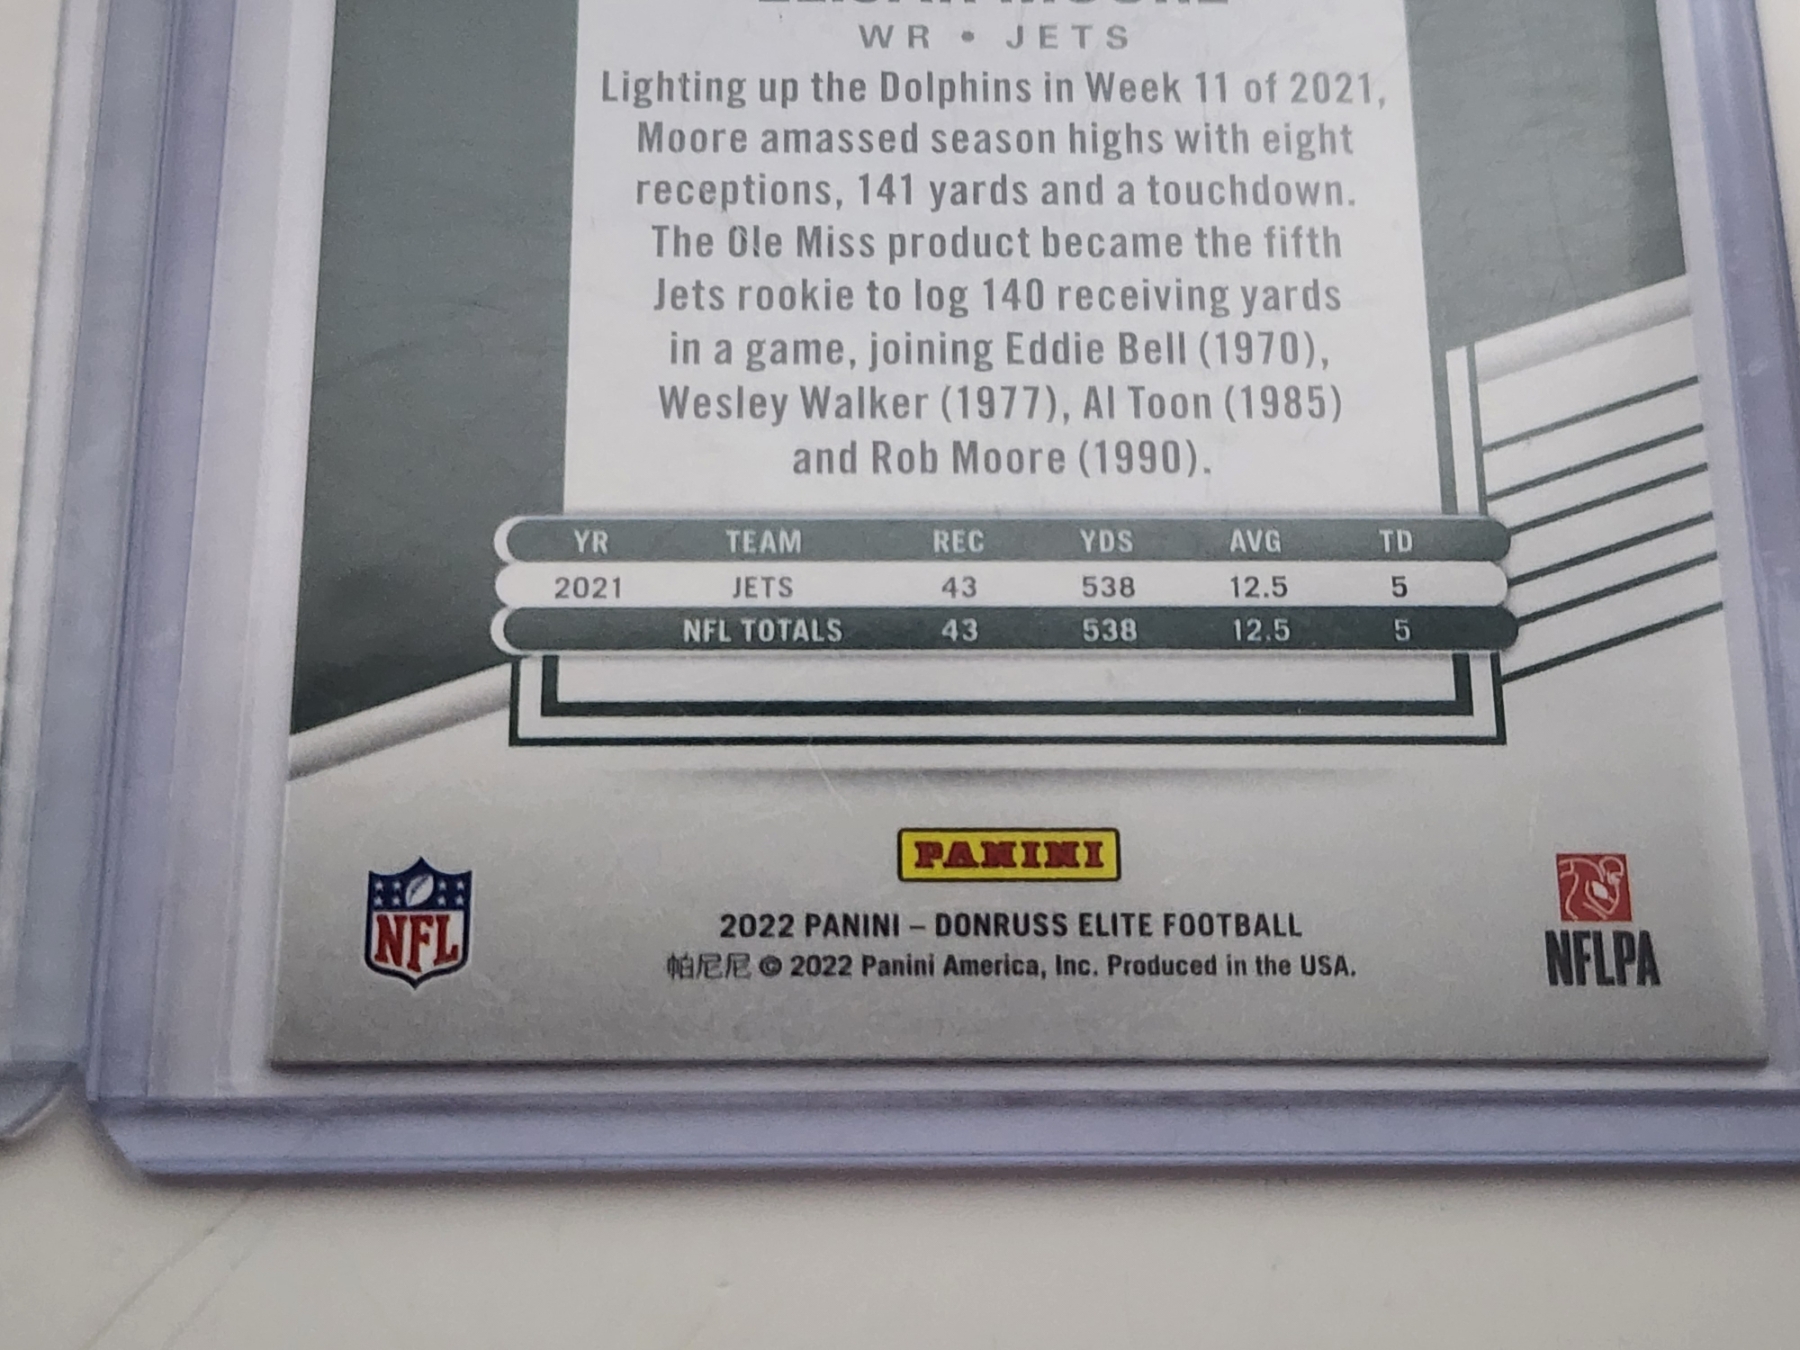 WR • JETS
Lighting up the Dolphins in Week 11 of 2021,
Moore amassed season highs with eight
receptions, 141 yards and a touchdown.
The Ole Miss product became the fifth
Jets rookie to log 140 receiving yards
in a game, joining Eddie Bell (1970),
Wesley Walker (1977), Al Toon (1985)
and Rob Moore (1990).
YR TEAM REC YDS AVG TD
2021 JETS 43 538 12.5 5
NFL TOTALS 43 538 12.5 5
PANINI
NFL
2022 PANINI – DONRUSS ELITE FOOTBALL
帕尼尼 © 2022 Panini America, Inc. Produced in the USA.
NFLPA